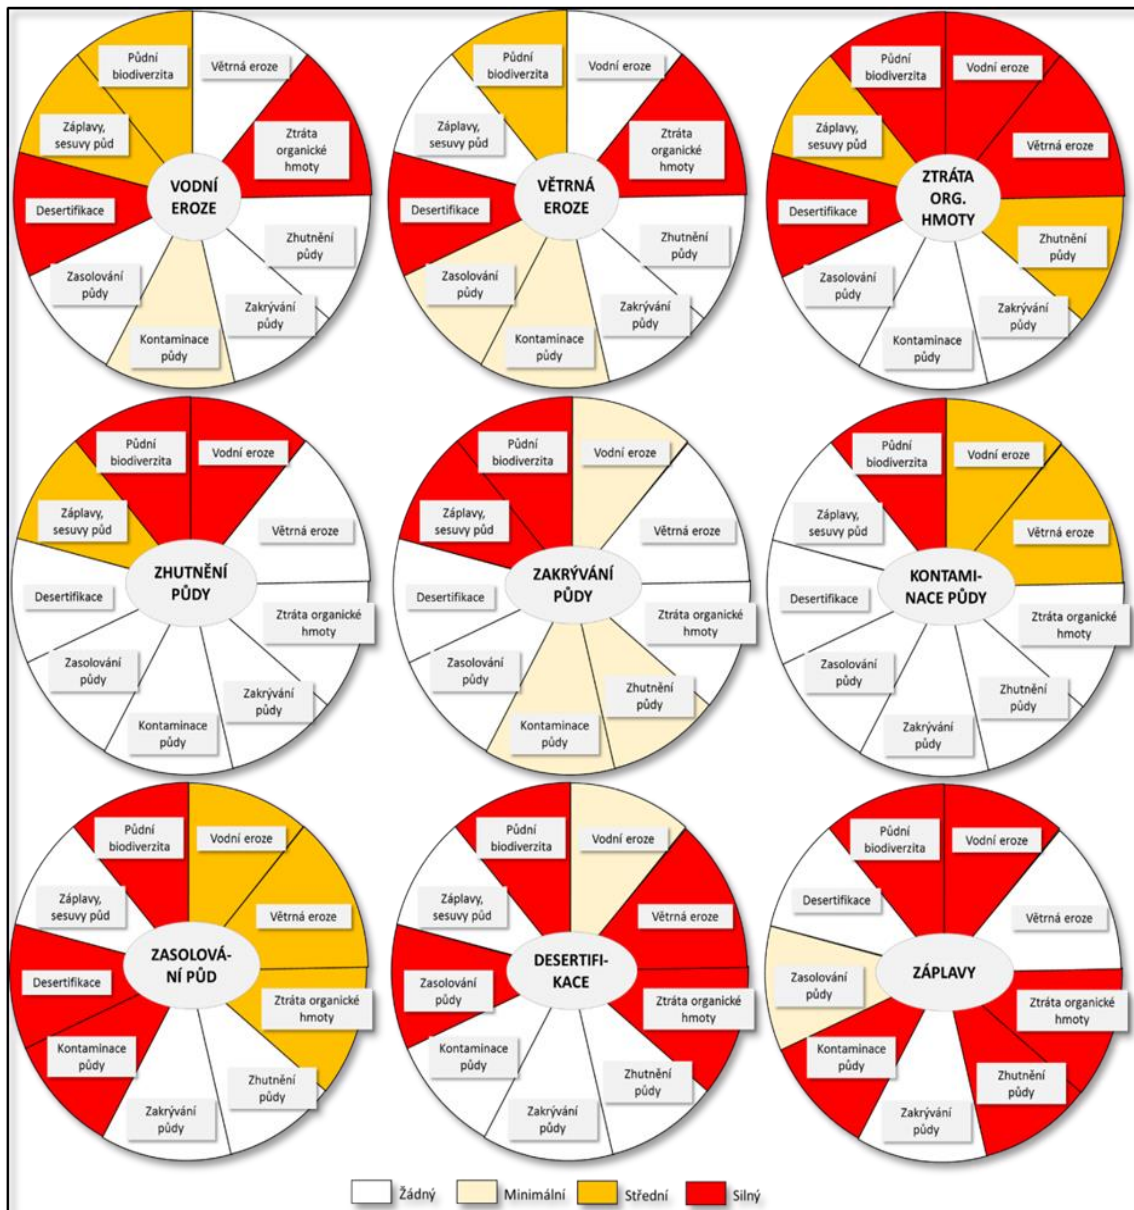 Půdní
biodiverzita
Větrná eroze
Záplavy,
sesuvy půd
Ztráta
organické
hmoty
VODNÍ
EROZE
Desertifikace
Zhutnění
půdy
Zasolování
půdy
Zakrývání
půdy
Kontaminace
půdy
Půdní
biodiverzita
Vodní eroze
Záplavy,
sesuvy půd
Ztráta
organické
hmoty
VĚTRNÁ
EROZE
Desertifikace
Zhutnění
půdy
Zasolování
půdy
Zakrývání
půdy
Kontaminace
půdy
Půdní
biodiverzita
Vodní eroze
Záplavy,
sesuvy půd
Větrná eroze
ZTRÁTA
ORG.
HMOTY
Desertifikace
Zhutnění
půdy
Zasolování
půdy
Zakrývání
půdy
Kontaminace
půdy
Půdní
biodiverzita
Vodní eroze
Záplavy,
sesuvy půd
Větrná eroze
ZHUTNĚNÍ
PŮDY
Desertifikace
Ztráta organické
hmoty
Zasolování
půdy
Zakrývání
půdy
Kontaminace
půdy
Půdní
biodiverzita
Vodní eroze
Záplavy,
sesuvy půd
Větrná eroze
ZAKRÝVÁNÍ
PŮDY
Desertifikace
Ztráta organické
hmoty
Zasolování
půdy
Zhutnění
půdy
Kontaminace
půdy
Půdní
biodiverzita
Vodní eroze
Záplavy,
sesuvy půd
Větrná eroze
KONTAMI-
NACE PŮDY
Desertifikace
Ztráta organické
hmoty
Zasolování
půdy
Zhutnění
půdy
Zakrývání
půdy
Půdní
biodiverzita
Vodní eroze
Záplavy,
sesuvy půd
Větrná eroze
ZASOLOVÁ-
NÍ PŮD
Desertifikace
Ztráta organické
hmoty
Kontaminace
půdy
Zhutnění
půdy
Zakrývání
půdy
Půdní
biodiverzita
Vodní eroze
Záplavy,
sesuvy půd
Větrná eroze
DESERTIFI-
KACE
Zasolování
půdy
Ztráta organické
hmoty
Kontaminace
půdy
Zhutnění
půdy
Zakrývání
půdy
Půdní
biodiverzita
Vodní eroze
Desertifikace
Větrná eroze
ZÁPLAVY
Zasolování
půdy
Ztráta organické
hmoty
Kontaminace
půdy
Zhutnění
půdy
Zakrývání
půdy
Žádný
Minimální
Střední
Silný